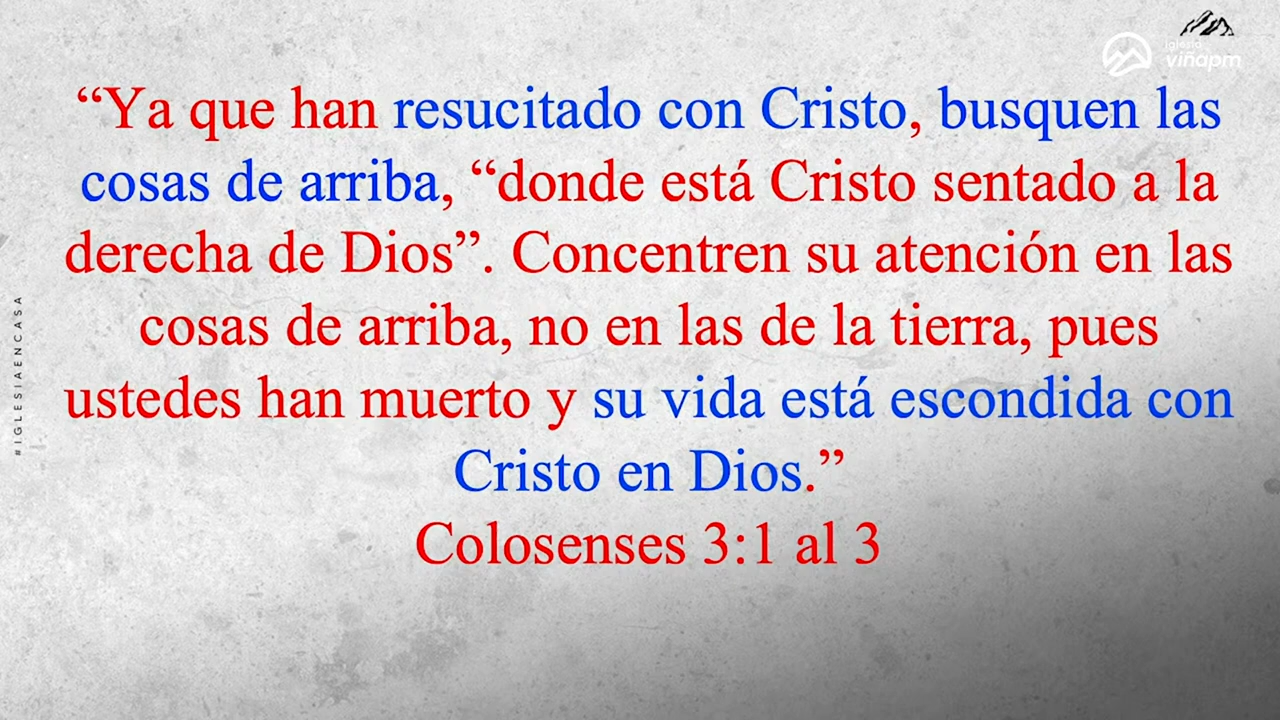 iglesia
viñapm
“Ya que han resucitado con Cristo, busquen las
cosas de arriba, “donde está Cristo sentado a la
derecha de Dios”. Concentren su atención en las
cosas de arriba, no en las de la tierra, pues
ustedes han muerto y su vida está escondida con
Cristo en Dios.”
Colosenses 3:1 al 3
#IGLESIAENCASA